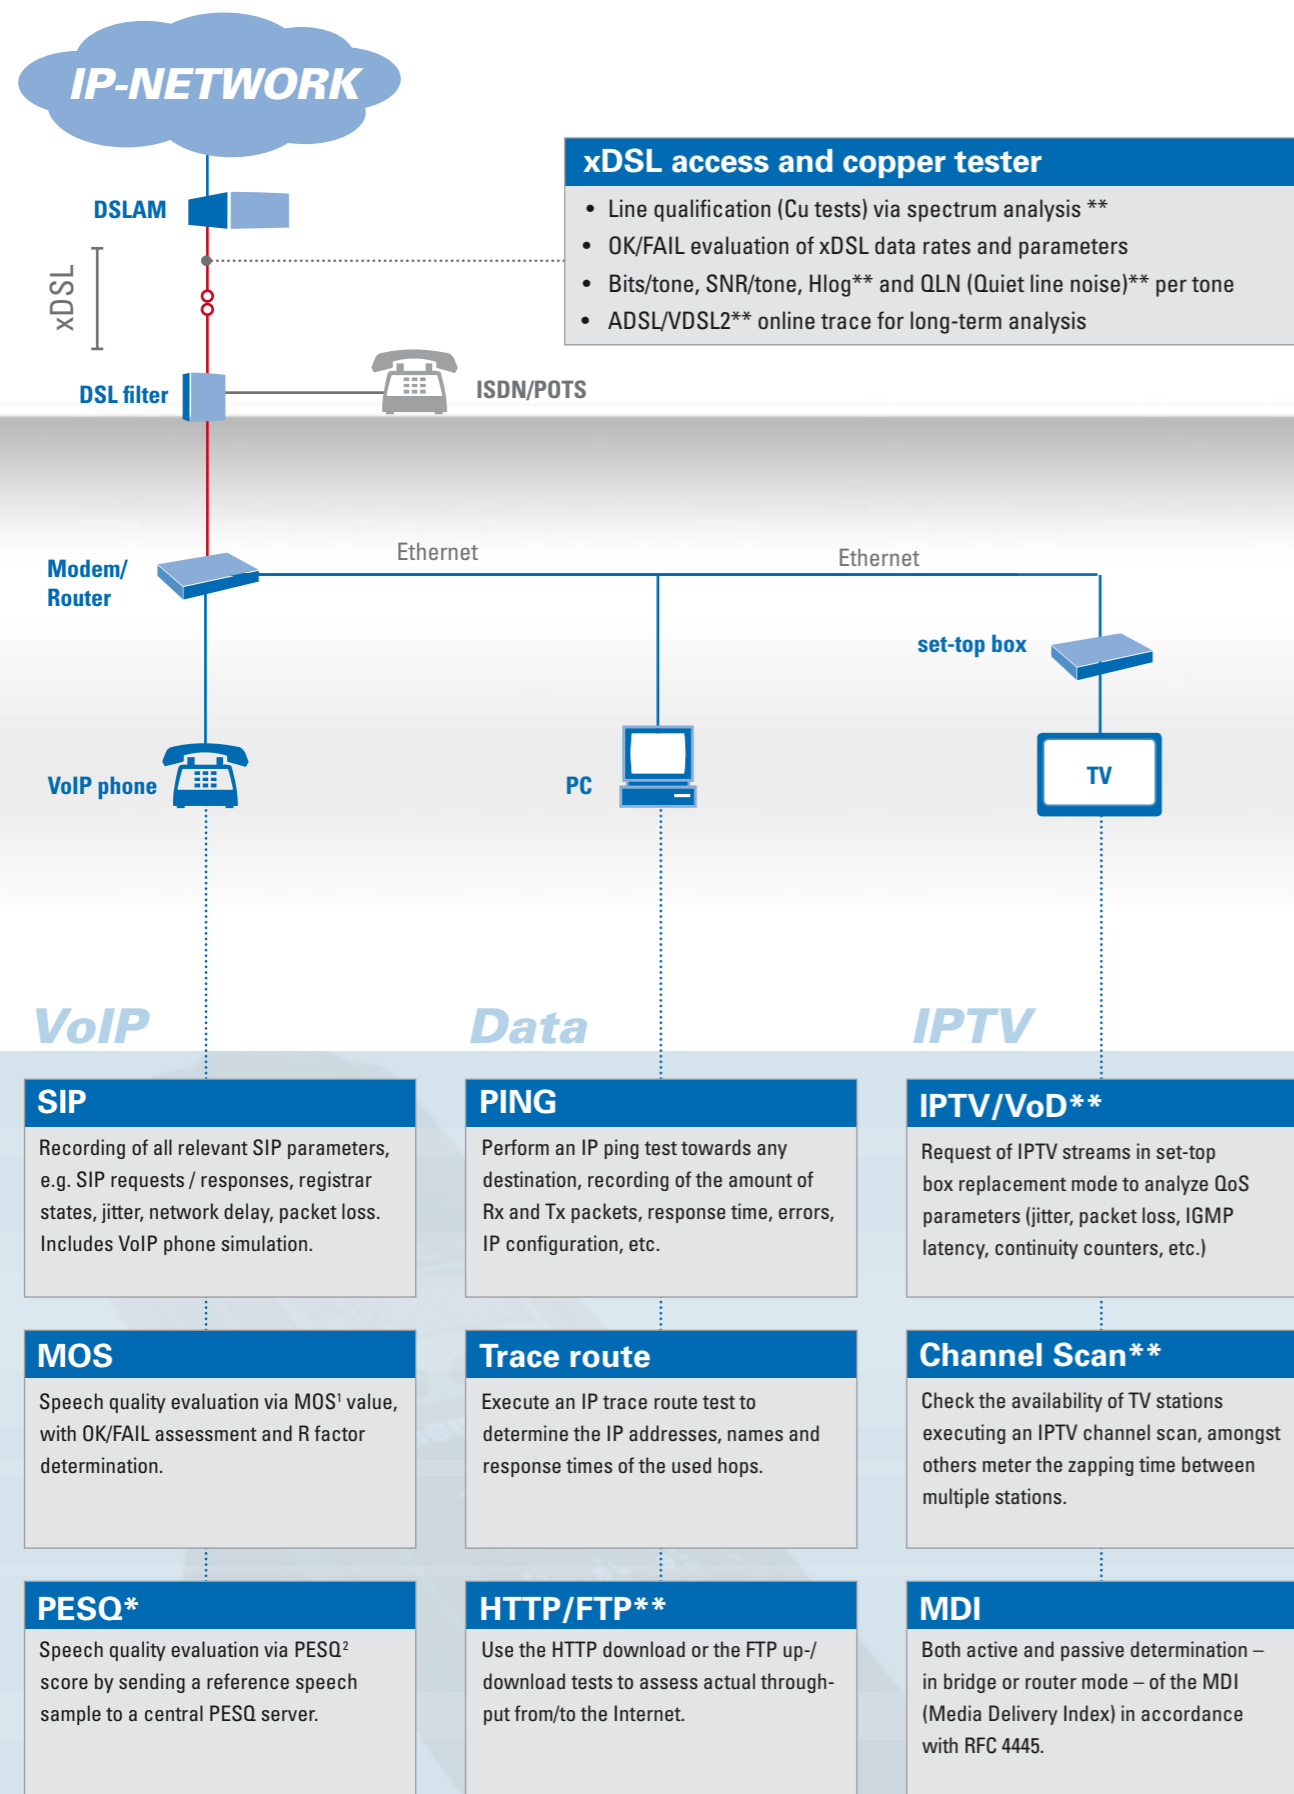 IP-NETWORK
xDSL access and copper tester
• Line qualification (Cu tests) via spectrum analysis **
• OK/FAIL evaluation of xDSL data rates and parameters
• Bits/tone, SNR/tone, Hlog** and QLN (Quiet line noise)** per tone
• ADSL/VDSL2** online trace for long-term analysis
DSLAM
xDSL
DSL filter
ISDN/POTS
Modem/
Router
Ethernet
Ethernet
set-top box
VoIP phone
PC
TV
VoIP
SIP
Recording of all relevant SIP parameters,
e.g. SIP requests / responses, registrar
states, jitter, network delay, packet loss.
Includes VoIP phone simulation.
MOS
Speech quality evaluation via MOS¹ value,
with OK/FAIL assessment and R factor
determination.
PESQ*
Speech quality evaluation via PESQ²
score by sending a reference speech
sample to a central PESQ server.
Data
PING
Perform an IP ping test towards any
destination, recording of the amount of
Rx and Tx packets, response time, errors,
IP configuration, etc.
Trace route
Execute an IP trace route test to
determine the IP addresses, names and
response times of the used hops.
HTTP/FTP**
Use the HTTP download or the FTP up-/
download tests to assess actual through-
put from/to the Internet.
IPTV
IPTV/VoD**
Request of IPTV streams in set-top
box replacement mode to analyze QoS
parameters (jitter, packet loss, IGMP
latency, continuity counters, etc.)
Channel Scan**
Check the availability of TV stations
executing an IPTV channel scan, amongst
others meter the zapping time between
multiple stations.
MDI
Both active and passive determination –
in bridge or router mode – of the MDI
(Media Delivery Index) in accordance
with RFC 4445.